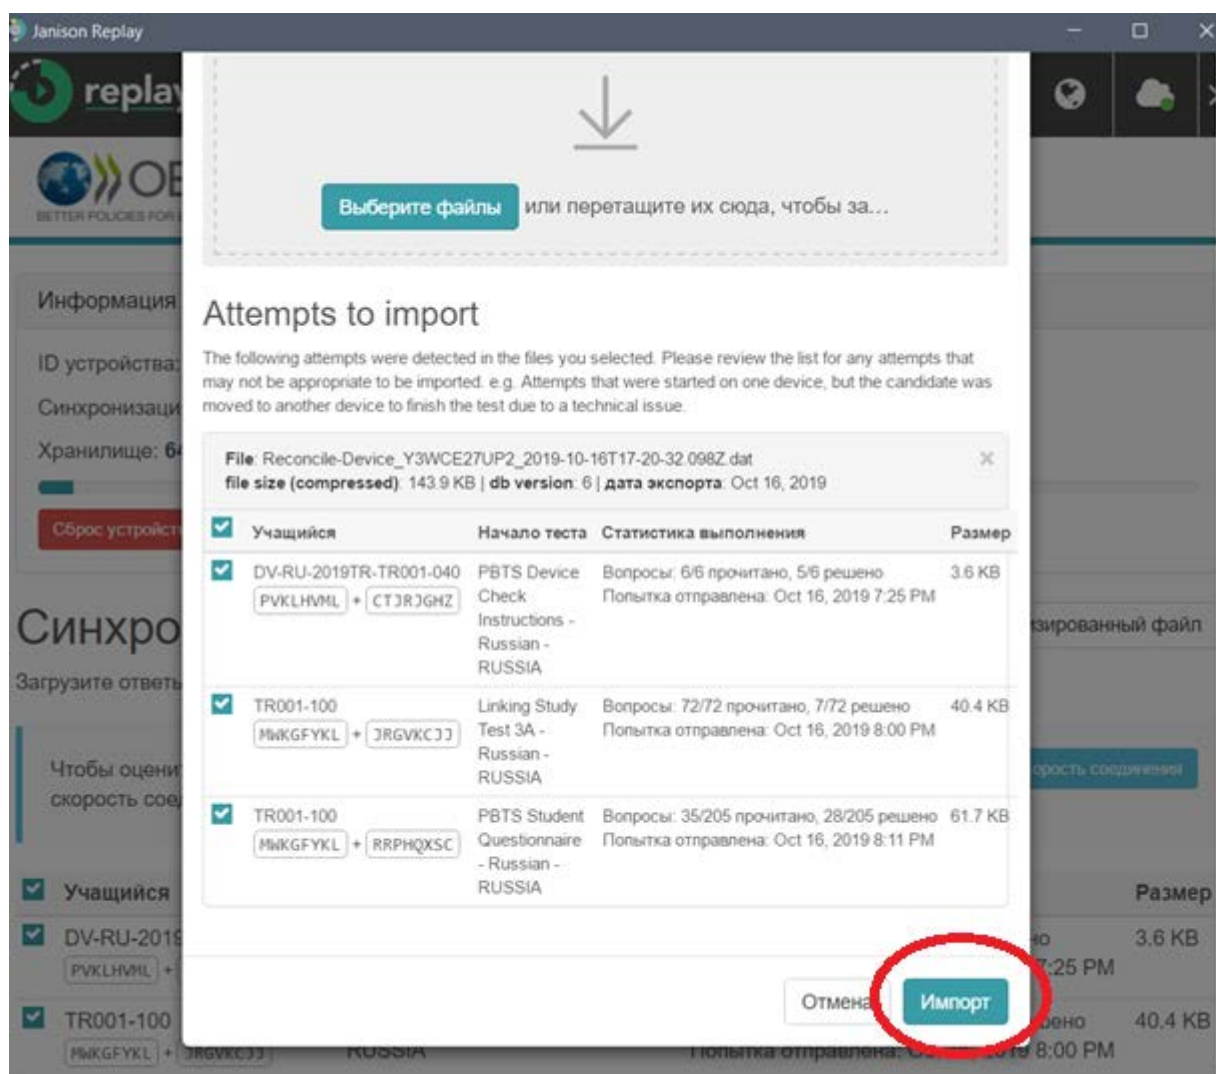 Janison Replay
replay
OE
BETTER POLICIES FOR
Выберите файлы или перетащите их сюда, чтобы за...
Информация
ID устройства:
Синхронизаци
Хранилище: 64
Сброс устройст
Attempts to import
The following attempts were detected in the files you selected. Please review the list for any attempts that
may not be appropriate to be imported. e.g. Attempts that were started on one device, but the candidate was
moved to another device to finish the test due to a technical issue.
File: Reconcile-Device_Y3WCE27UP2_2019-10-16T17-20-32.098Z.dat
file size (compressed): 143.9 KB | db version: 6 | дата экспорта: Oct 16, 2019
Учащийся Начало теста Статистика выполнения Размер
DV-RU-2019TR-TR001-040 PBTS Device Вопросы: 6/6 прочитано, 5/6 решено 3.6 KB
PVKLHVML + CTJRJGHZ Check Попытка отправлена: Oct 16, 2019 7:25 PM
Instructions -
Russian -
RUSSIA
TR001-100 Linking Study Вопросы: 72/72 прочитано, 7/72 решено 40.4 KB
MWKGFYKL + JRGVKCJJ Test 3A - Попытка отправлена: Oct 16, 2019 8:00 PM
Russian -
RUSSIA
TR001-100 PBTS Student Вопросы: 35/205 прочитано, 28/205 решено 61.7 KB
MWKGFYKL + RRPHQXSC Questionnaire Попытка отправлена: Oct 16, 2019 8:11 PM
- Russian -
RUSSIA
Отмена Импорт
Синхро зированный файл
Загрузите ответы
Чтобы оцени
скорость сое
орость соединения
Учащийся Размер
DV-RU-2019 но 3.6 KB
PVKLHVML + 7:25 PM
TR001-100 рено 40.4 KB
MWKGFYKL + JRGVKCJJ RUSSIA Попытка отправлена: 8:00 PM